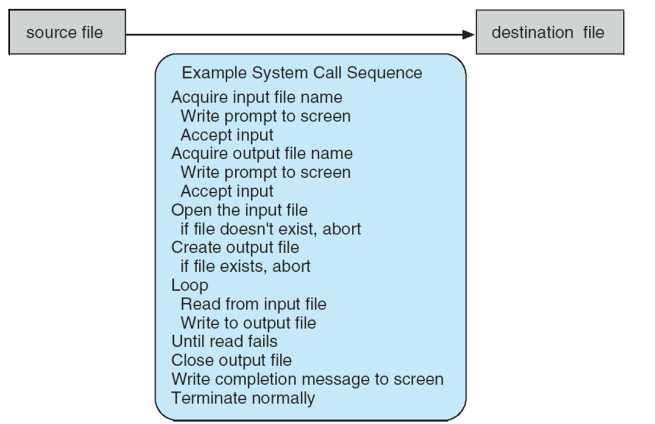 source file
destination file
Example System Call Sequence
Acquire input file name
Write prompt to screen
Accept input
Acquire output file name
Write prompt to screen
Accept input
Open the input file
if file doesn't exist, abort
Create output file
if file exists, abort
Loop
Read from input file
Write to output file
Until read fails
Close output file
Write completion message to screen
Terminate normally